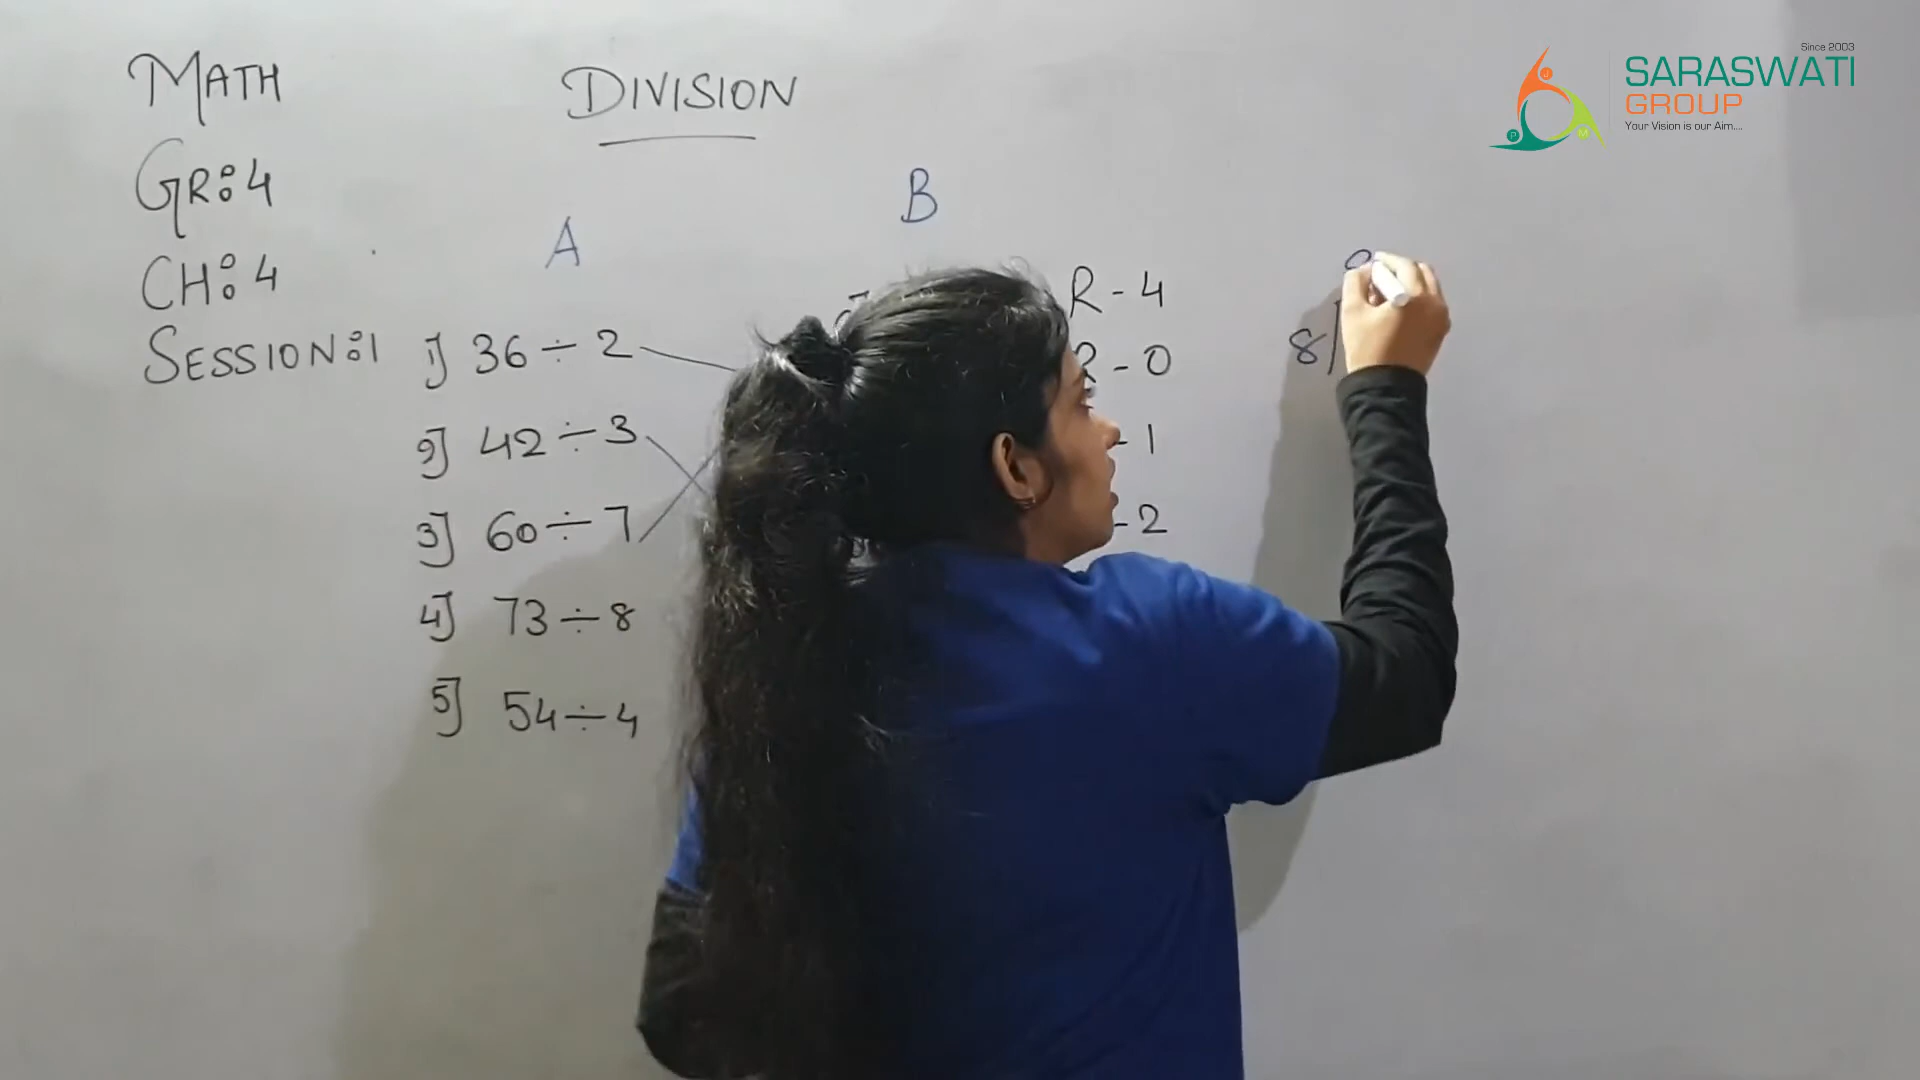 Since 2003
SARASWATI
GROUP
Your Vision is our Aim....
MATH
DIVISION
GR:4
CH:4
SESSION:1
A
B
1] 36 ÷ 2
2] 42 ÷ 3
3] 60 ÷ 7
4] 73 ÷ 8
5] 54 ÷ 4
R - 4
R - 0
- 1
- 2
8